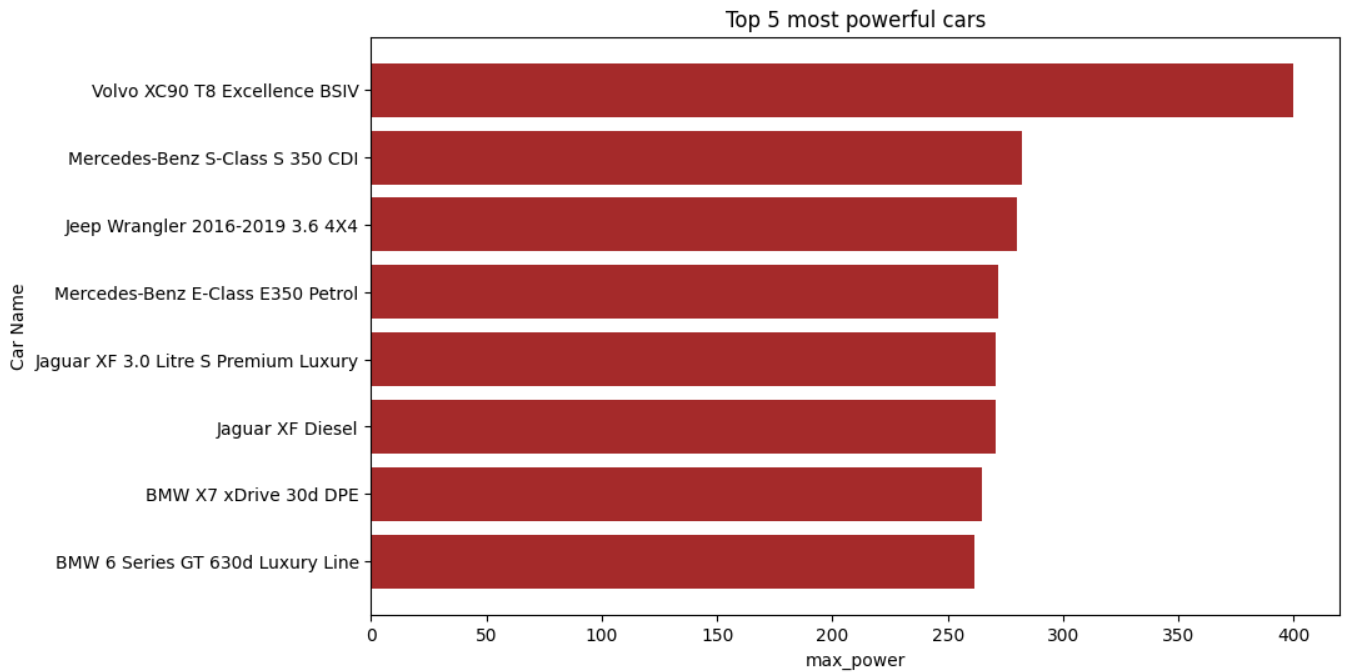 Top 5 most powerful cars
Car Name
Volvo XC90 T8 Excellence BSIV
Mercedes-Benz S-Class S 350 CDI
Jeep Wrangler 2016-2019 3.6 4X4
Mercedes-Benz E-Class E350 Petrol
Jaguar XF 3.0 Litre S Premium Luxury
Jaguar XF Diesel
BMW X7 xDrive 30d DPE
BMW 6 Series GT 630d Luxury Line
0 50 100 150 200 250 300 350 400
max_power